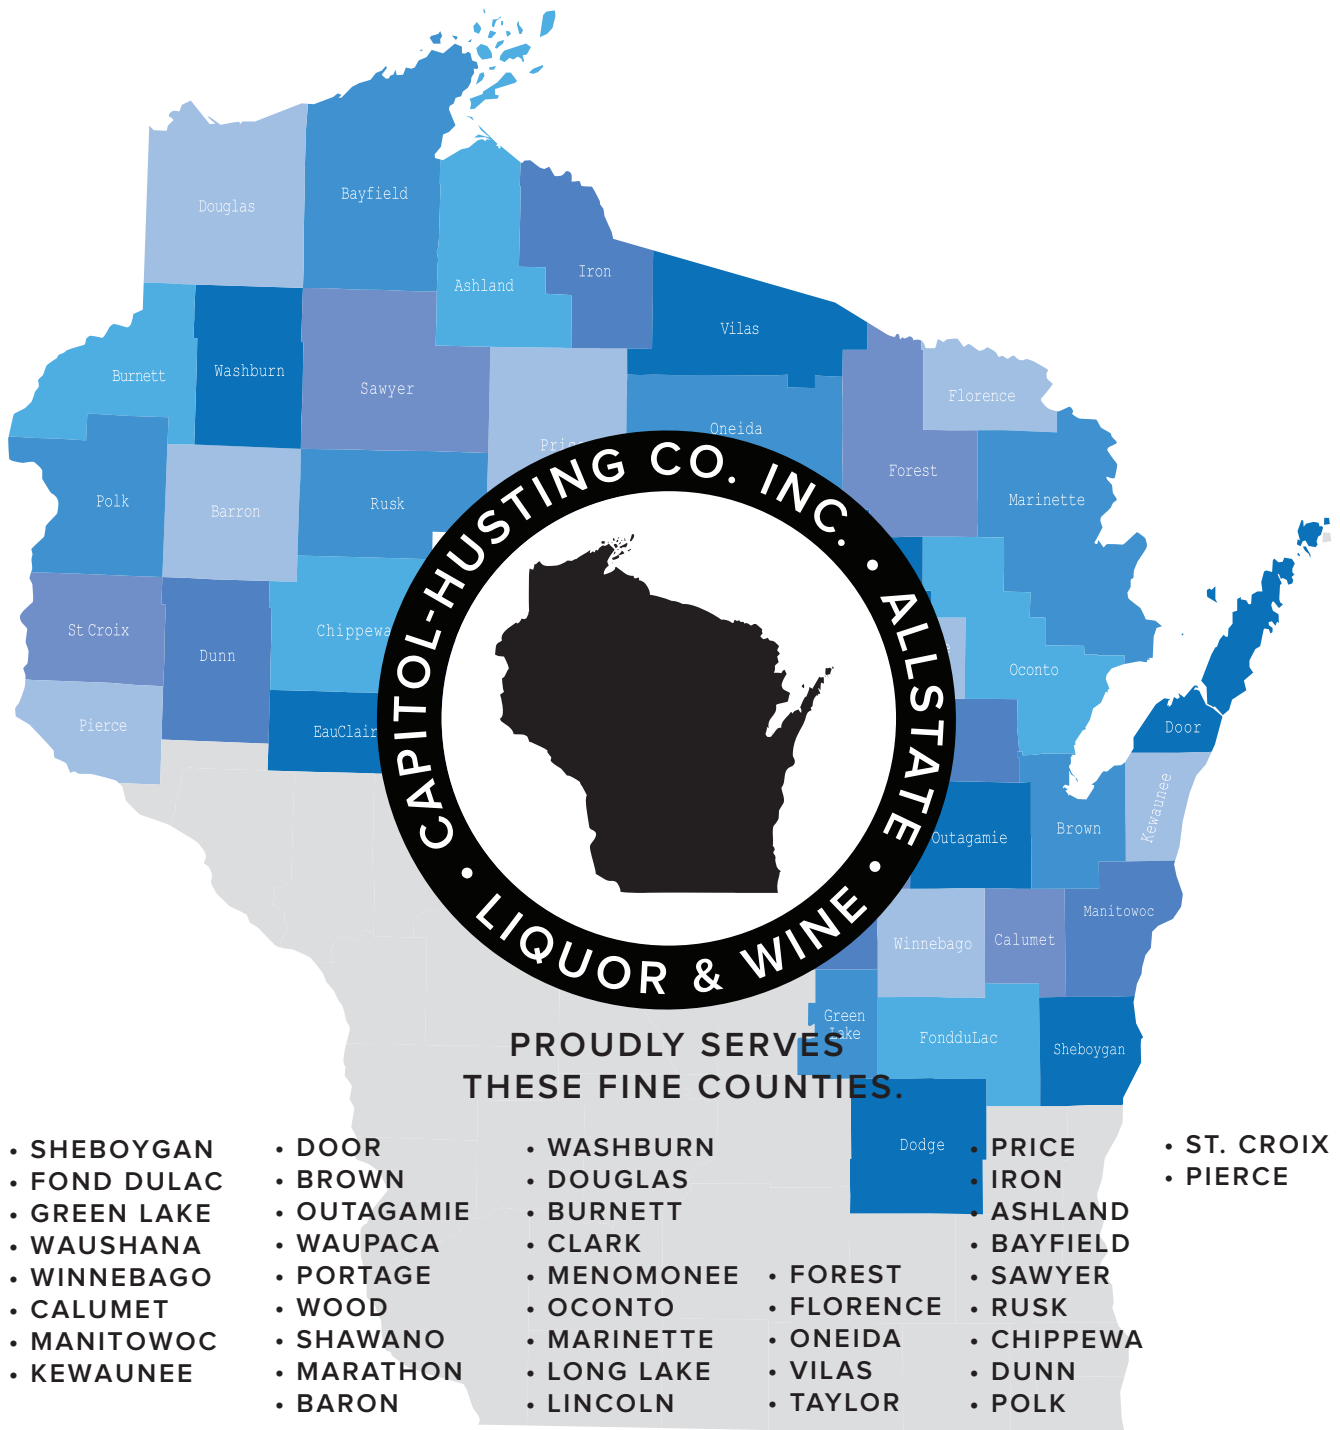 Douglas
Bayfield
Ashland
Iron
Vilas
Burnett
Washburn
Sawyer
Florence
Oneida
Forest
Marinette
Polk
Barron
Rusk
St Croix
Dunn
Chippewa
Oconto
Pierce
EauClair
Door
Kewaunee
Outagamie
Brown
Manitowoc
Winnebago
Calumet
Green
Lake
FondduLac
Sheboygan
Dodge
CAPITOL-HUSTING CO. INC. • ALLSTATE •
• LIQUOR & WINE
PROUDLY SERVES
THESE FINE COUNTIES.
• SHEBOYGAN
• FOND DULAC
• GREEN LAKE
• WAUSHANA
• WINNEBAGO
• CALUMET
• MANITOWOC
• KEWAUNEE
• DOOR
• BROWN
• OUTAGAMIE
• WAUPACA
• PORTAGE
• WOOD
• SHAWANO
• MARATHON
• BARON
• WASHBURN
• DOUGLAS
• BURNETT
• CLARK
• MENOMONEE
• OCONTO
• MARINETTE
• LONG LAKE
• LINCOLN
• FOREST
• FLORENCE
• ONEIDA
• VILAS
• TAYLOR
• PRICE
• IRON
• ASHLAND
• BAYFIELD
• SAWYER
• RUSK
• CHIPPEWA
• DUNN
• POLK
• ST. CROIX
• PIERCE